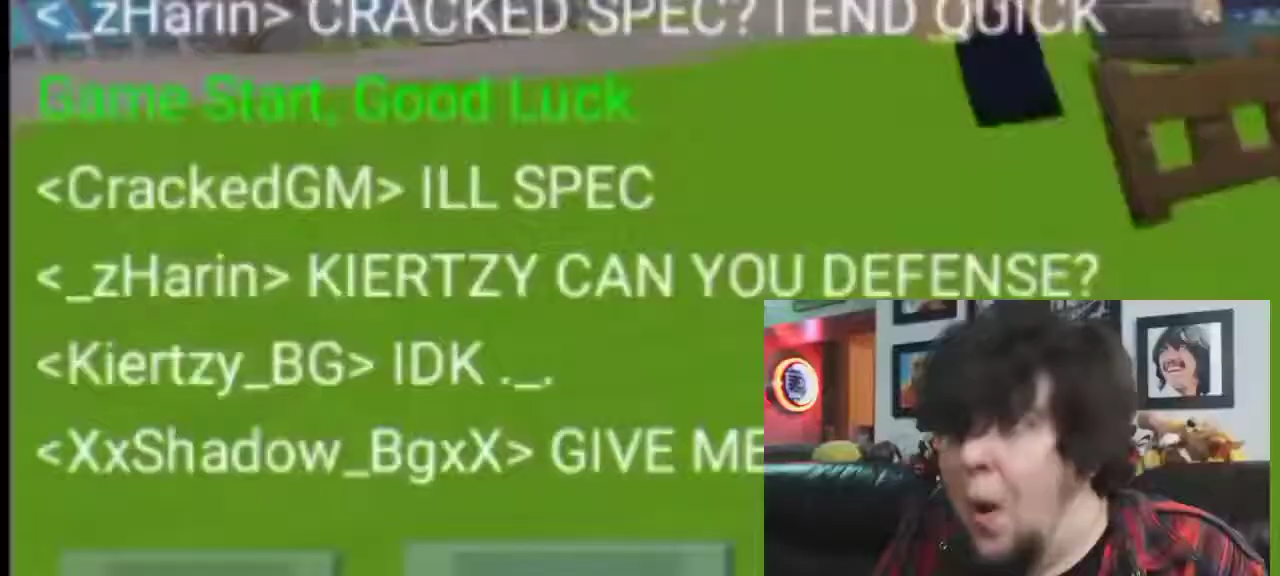 <_zHarin> CRACKED SPEC? I END QUICK
Game Start, Good Luck
<CrackedGM> ILL SPEC
<_zHarin> KIERTZY CAN YOU DEFENSE?
<Kiertzy_BG> IDK ._.
<XxShadow_BgxX> GIVE ME